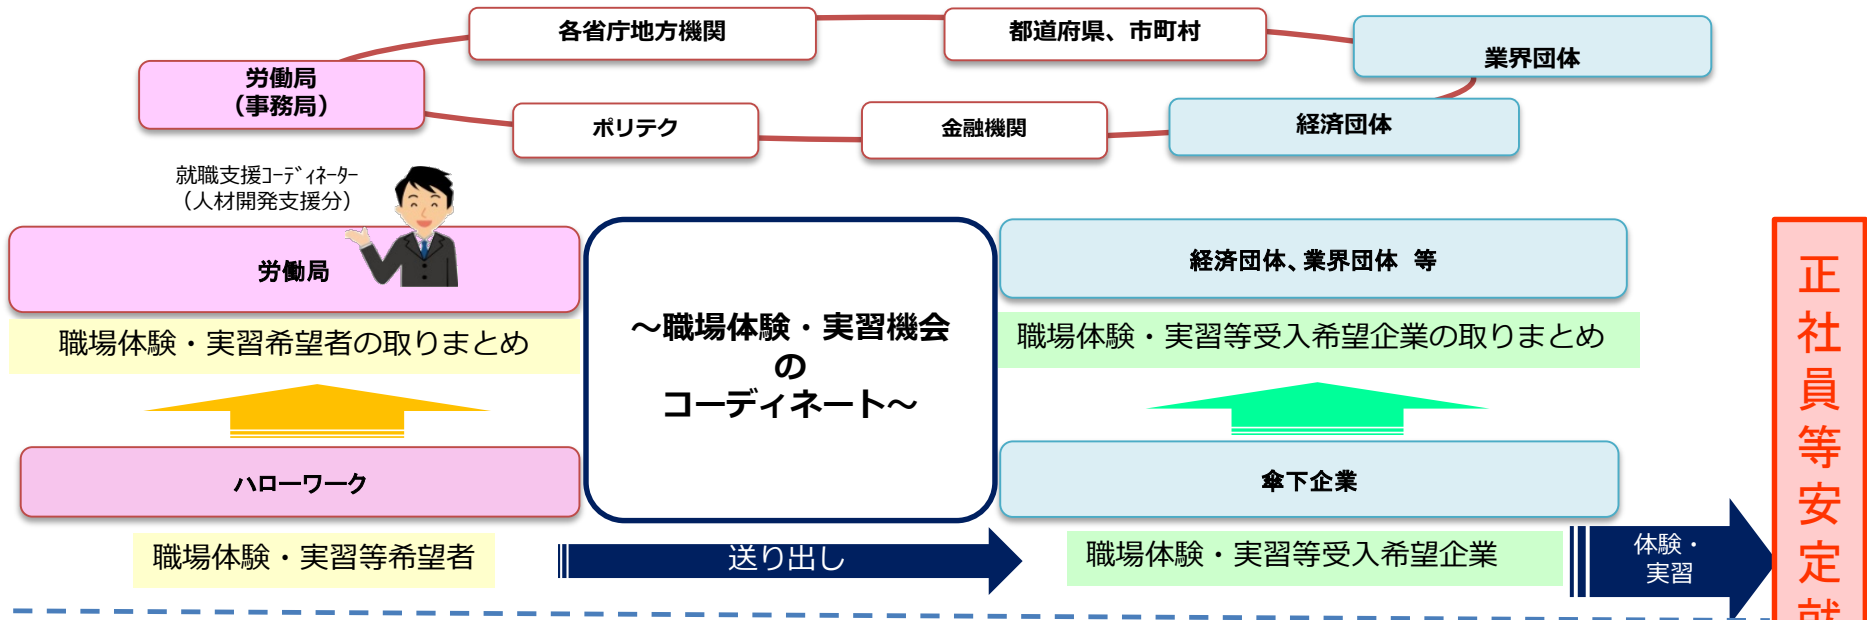 各省庁地方機関
都道府県、市町村
業界団体
労働局
（事務局）
ポリテク
金融機関
経済団体
就職支援ｺｰﾃﾞｨﾈｰﾀｰ
（人材開発支援分）
労働局
職場体験・実習希望者の取りまとめ
ハローワーク
職場体験・実習等希望者
～職場体験・実習機会
の
コーディネート～
送り出し
経済団体、業界団体　等
職場体験・実習等受入希望企業の取りまとめ
傘下企業
職場体験・実習等受入希望企業
体験・
実習
正社員等安定就